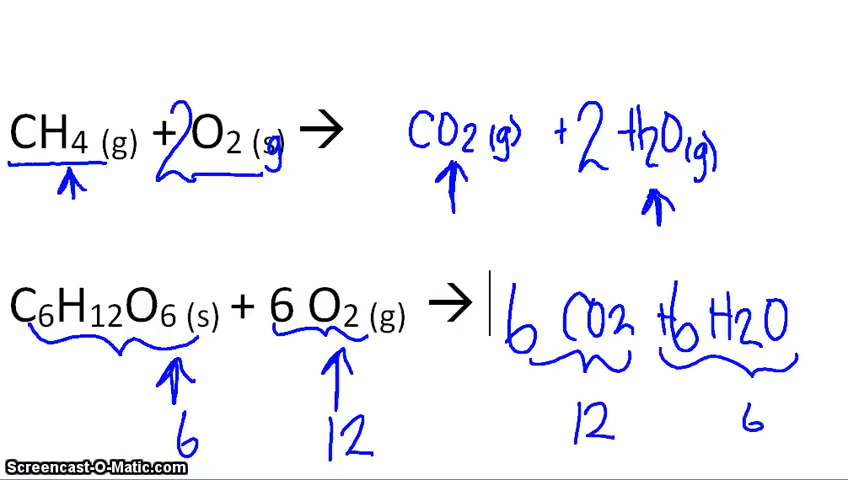 CH4 (g) + 2 O2 (g) → CO2 (g) + 2 H2O (g)
C6H12O6 (s) + 6 O2 (g) → 6 CO2 + 6 H2O
6 12 12 6
Screencast-O-Matic.com